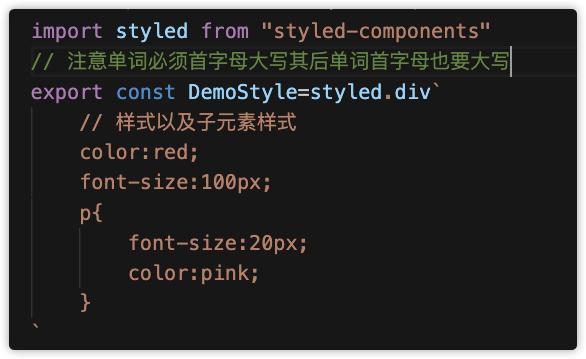 import styled from "styled-components"
// 注意单词必须首字母大写其后单词首字母也要大写
export const DemoStyle=styled.div`
    // 样式以及子元素样式
    color:red;
    font-size:100px;
    p{
        font-size:20px;
        color:pink;
    }
`